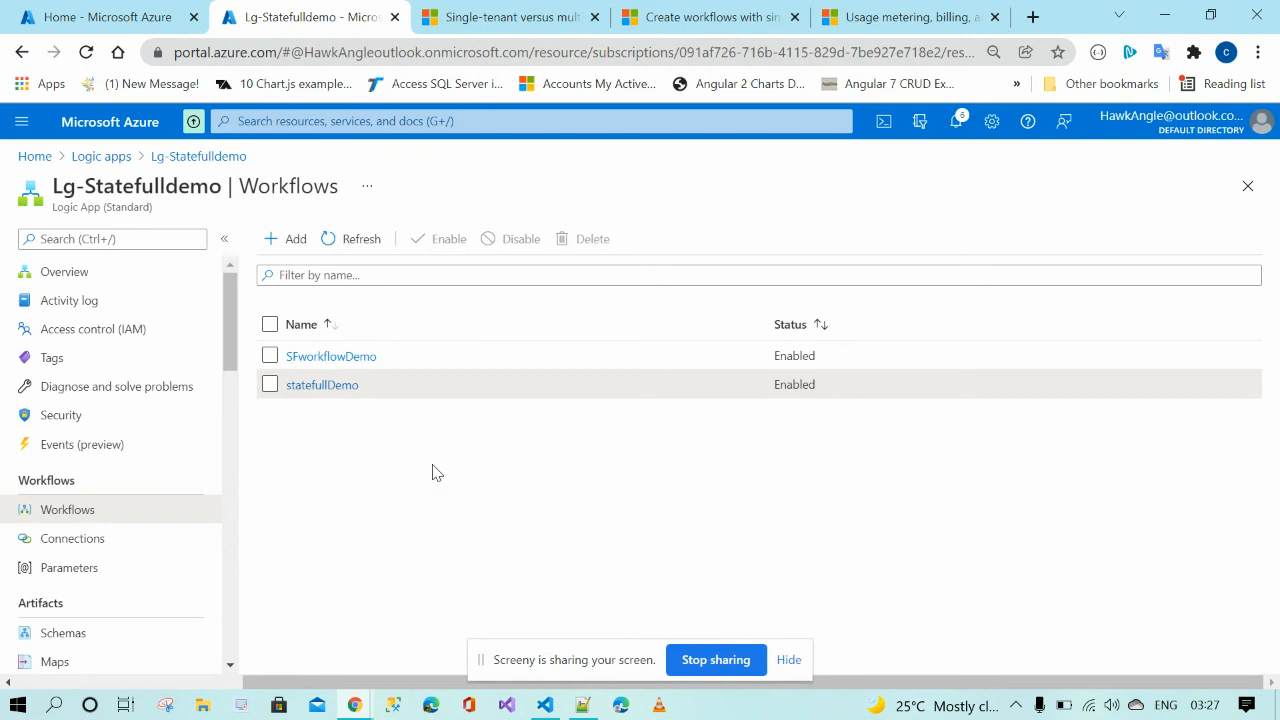 Home - Microsoft Azure
Lg-Statefulldemo - Micros
Single-tenant versus mult
Create workflows with sin
Usage metering, billing, a
portal.azure.com/#@HawkAngleoutlook.onmicrosoft.com/resource/subscriptions/091af726-716b-4115-829d-7be927e718e2/res...
C
Apps
(1) New Message!
10 Chart.js example...
Access SQL Server i...
Accounts My Active...
Angular 2 Charts D...
Angular 7 CRUD Ex...
»
Other bookmarks
Reading list
Microsoft Azure
Search resources, services, and docs (G+/)
6
HawkAngle@outlook.co...
DEFAULT DIRECTORY
Home > Logic apps > Lg-Statefulldemo
Lg-Statefulldemo | Workflows ...
Logic App (Standard)
Search (Ctrl+/)
«
Add
Refresh
Enable
Disable
Delete
Filter by name...
Overview
Activity log
Access control (IAM)
Tags
Diagnose and solve problems
Security
Events (preview)
Workflows
Workflows
Connections
Parameters
Artifacts
Schemas
Maps
Name
Status
SFworkflowDemo
Enabled
statefullDemo
Enabled
Screeny is sharing your screen.
Stop sharing
Hide
25°C Mostly cl...
ENG
03:27